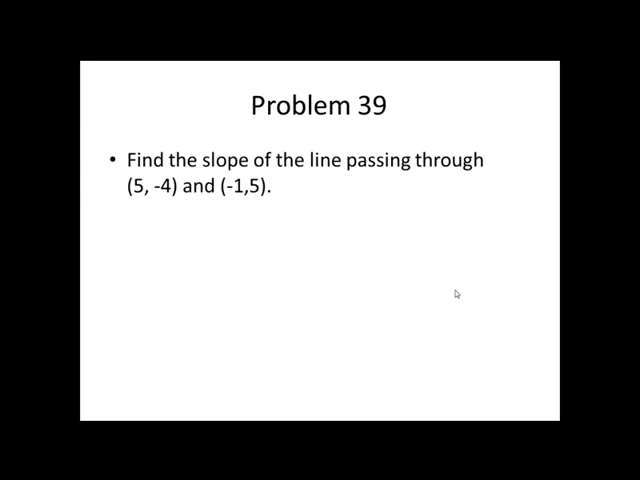 Problem 39
• Find the slope of the line passing through
(5, -4) and (-1,5).